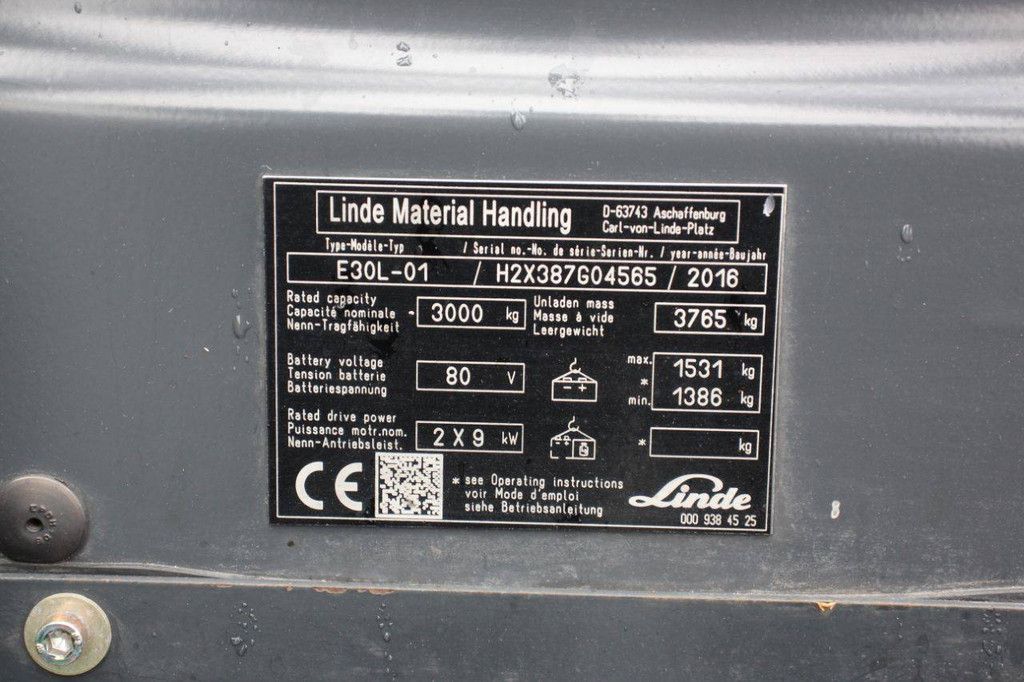 Linde Material Handling
D-63743 Aschaffenburg
Carl-von-Linde-Platz
Type-Modèle-Typ / Serial no.-No. de série-Serien-Nr. / year-année-Baujahr
E30L-01 / H2X387G04565 / 2016
Rated capacity
Capacité nominale - 3000 kg
Nenn-Tragfähigkeit
Unladen mass
Masse à vide 3765 kg
Leergewicht
Battery voltage
Tension batterie 80 V
Batteriespannung
- +
max. 1531 kg
*
min. 1386 kg
Rated drive power
Puissance motr.nom. 2 X 9 kW
Nenn-Antriebsleist.
* kg
CE
* see Operating instructions
voir Mode d'emploi
siehe Betriebsanleitung
Linde
000 938 45 25
8